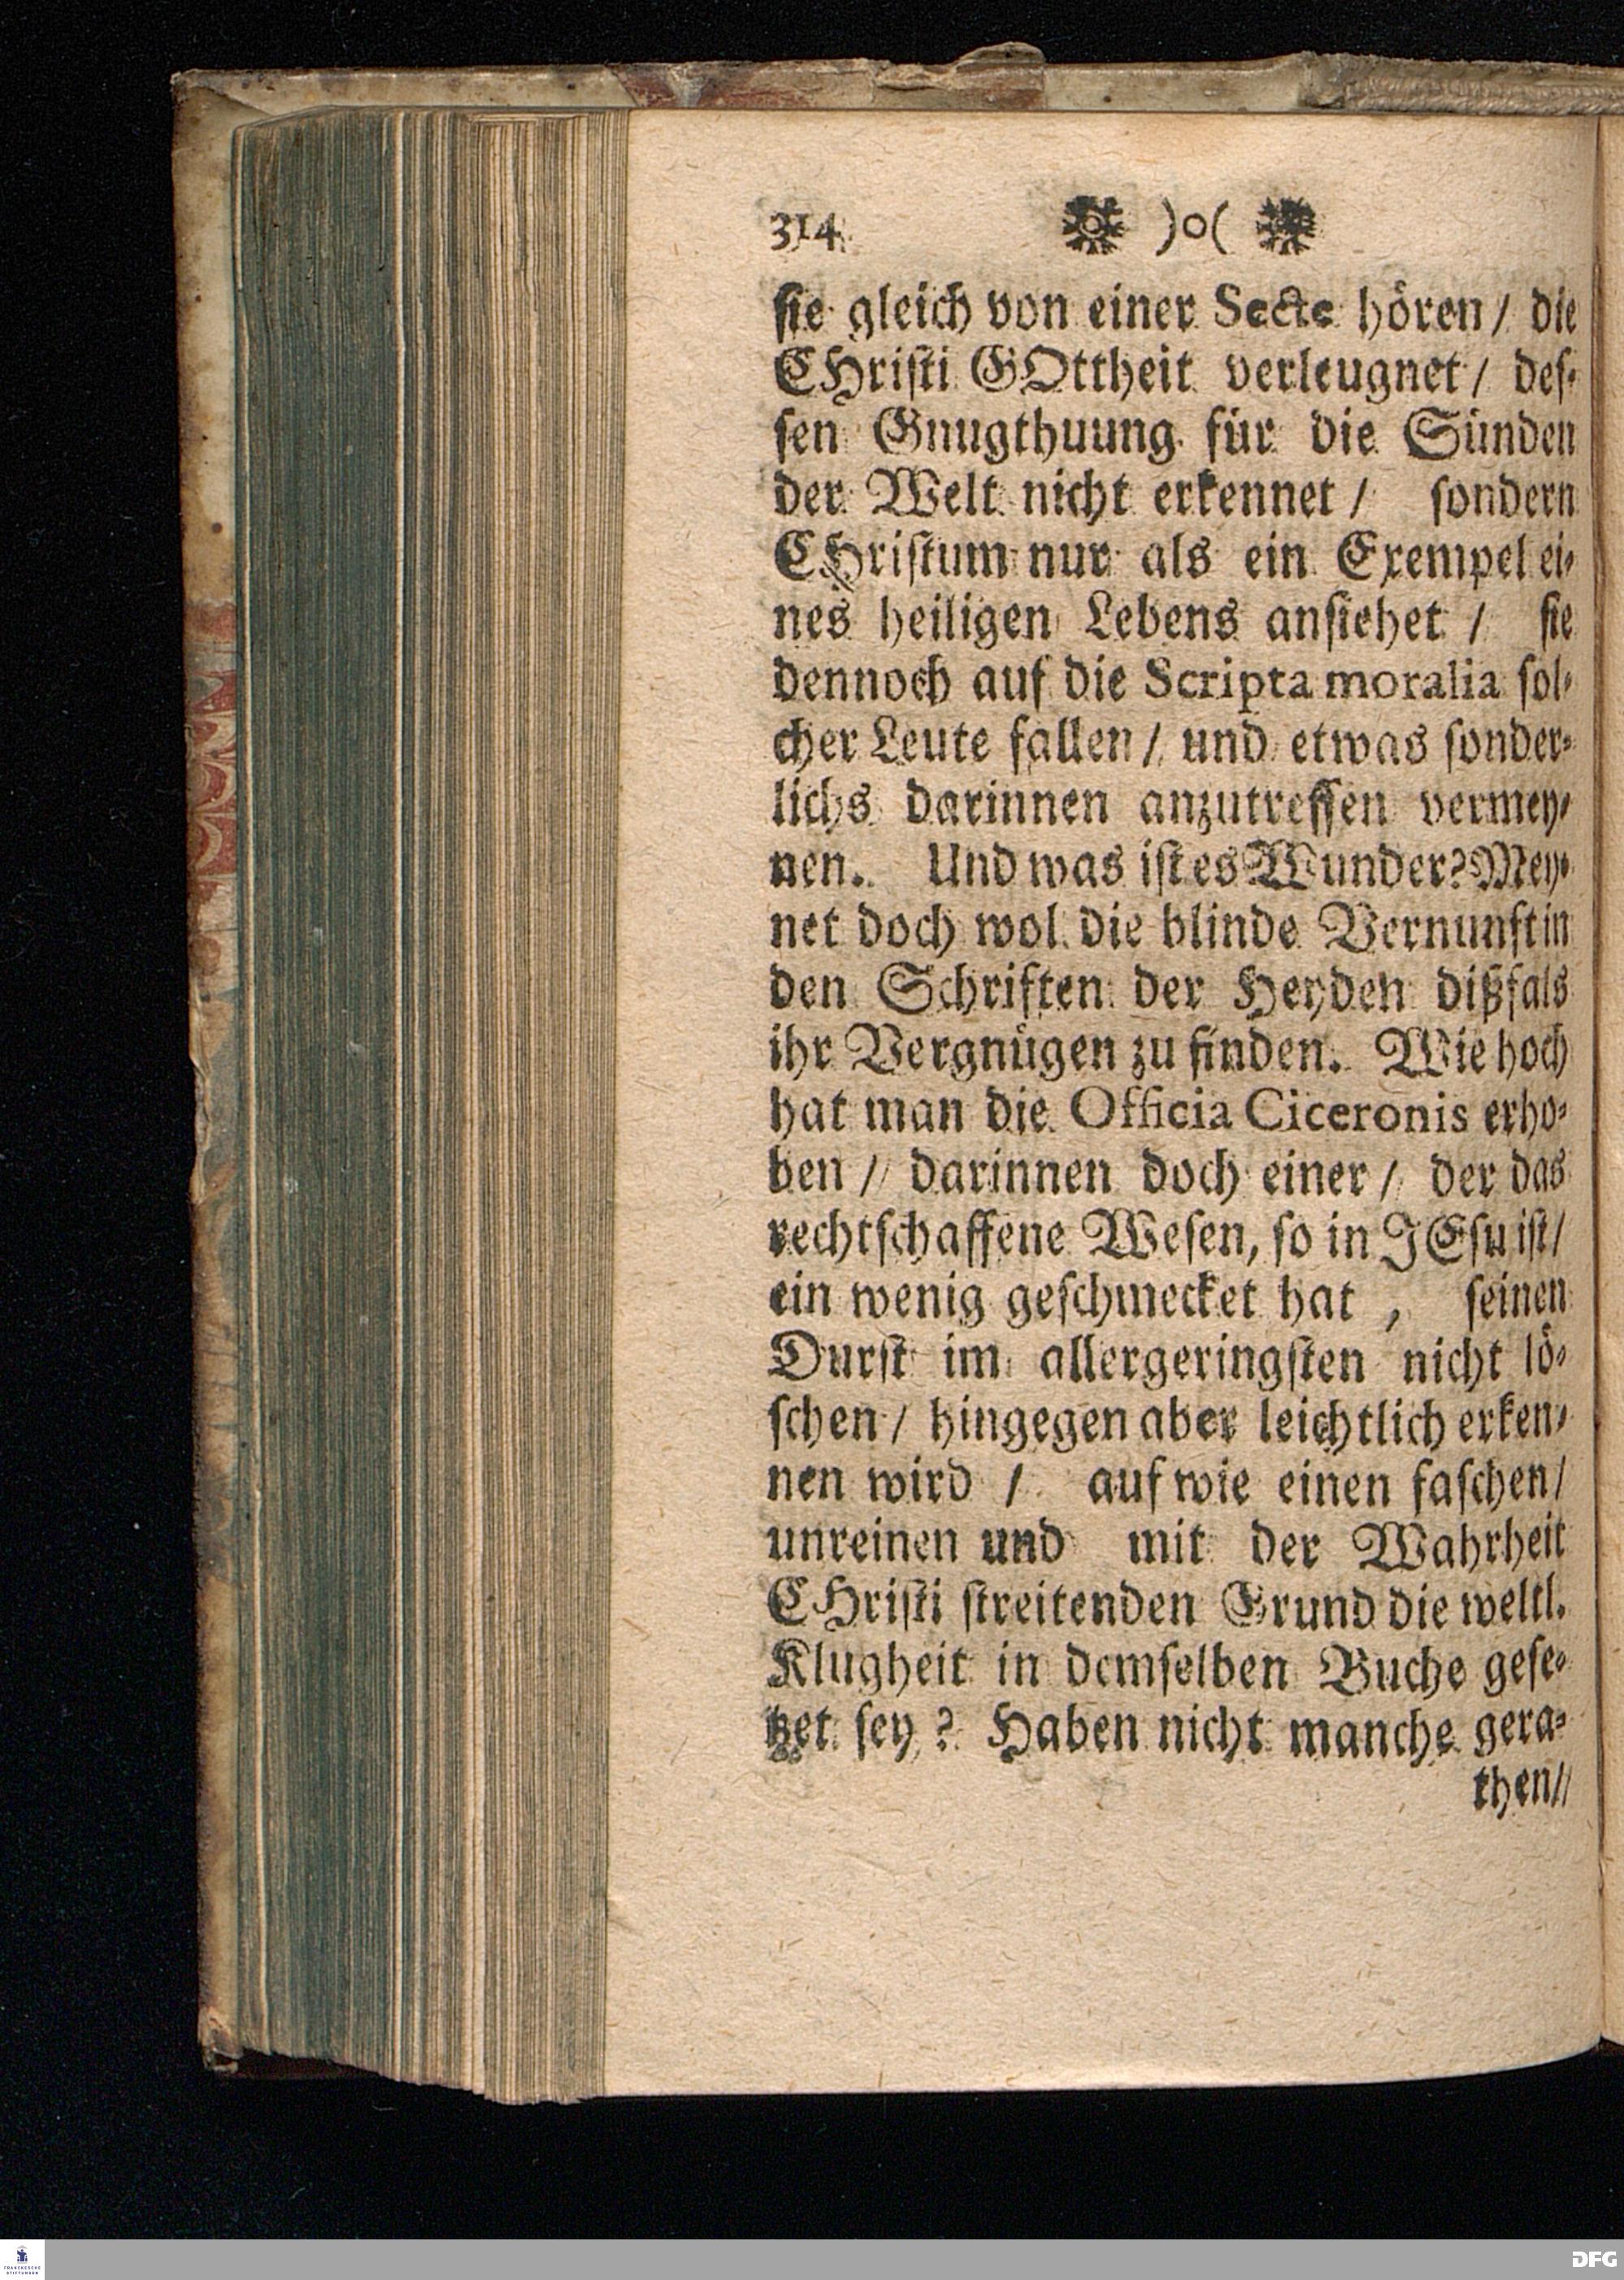 314 )o(
sie gleich von einer Secte hören / die
CHristi GOttheit verleugnet / des-
sen Gnugthuung für die Sünden
der Welt nicht erkennet / sondern
CHristum nur als ein Exempel ei-
nes heiligen Lebens ansiehet / sie
dennoch auf die Scripta moralia sol-
cher Leute fallen / und etwas sonder-
lichs darinnen anzutreffen vermey-
nen. Und was ist es Wunder? Mey-
net doch wol die blinde Vernunft in
den Schriften der Heyden dißfals
ihr Vergnügen zu finden. Wie hoch
hat man die Officia Ciceronis erho-
ben / darinnen doch einer / der das
rechtschaffene Wesen, so in JEsu ist /
ein wenig geschmecket hat , seinen
Durst im allergeringsten nicht lö-
schen / hingegen aber leichtlich erken-
nen wird / auf wie einen faschen /
unreinen und mit der Wahrheit
CHristi streitenden Grund die weltl.
Klugheit in demselben Buche gese-
tzet sey ? Haben nicht manche gera-
then //
FRANCKESCHE
STIFTUNGEN
DFG